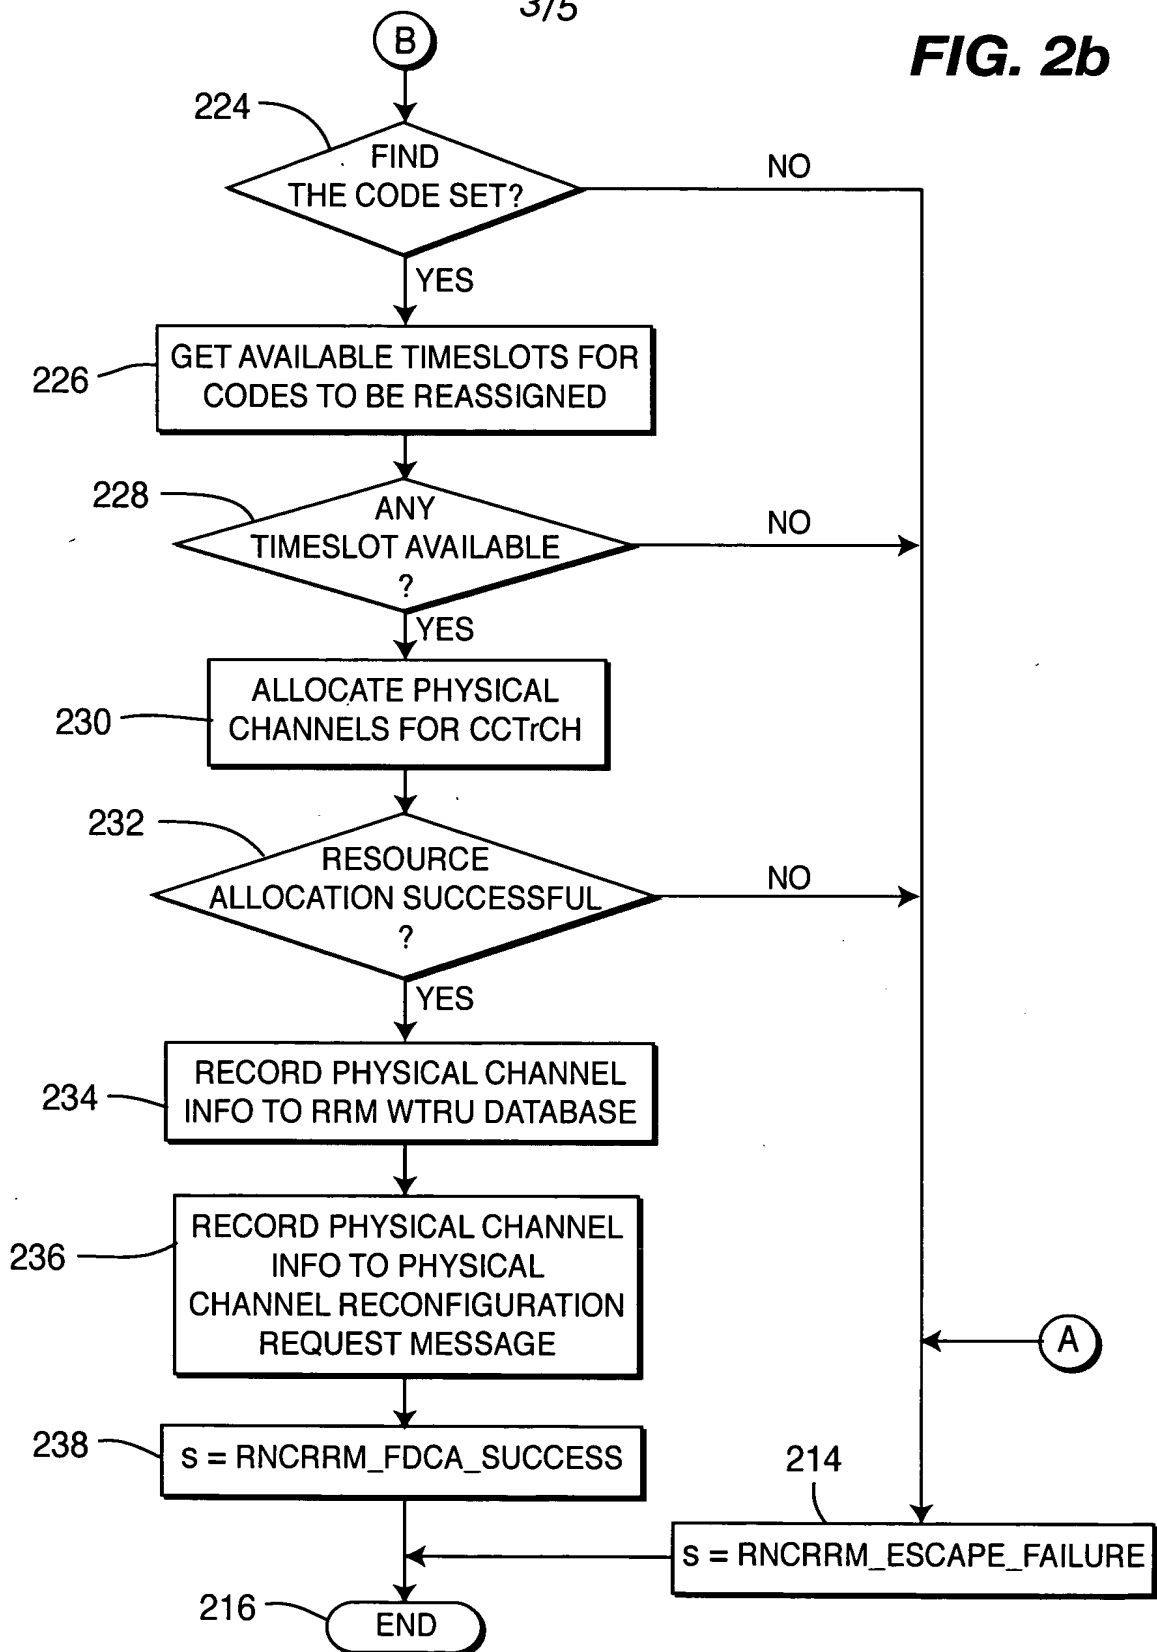 3/5
FIG. 2b
B
224
FIND
THE CODE SET?
NO
YES
226
GET AVAILABLE TIMESLOTS FOR
CODES TO BE REASSIGNED
228
ANY
TIMESLOT AVAILABLE
?
NO
YES
230
ALLOCATE PHYSICAL
CHANNELS FOR CCTrCH
232
RESOURCE
ALLOCATION SUCCESSFUL
?
NO
YES
234
RECORD PHYSICAL CHANNEL
INFO TO RRM WTRU DATABASE
236
RECORD PHYSICAL CHANNEL
INFO TO PHYSICAL
CHANNEL RECONFIGURATION
REQUEST MESSAGE
A
238
s = RNCRRM_FDCA_SUCCESS
214
s = RNCRRM_ESCAPE_FAILURE
216
END